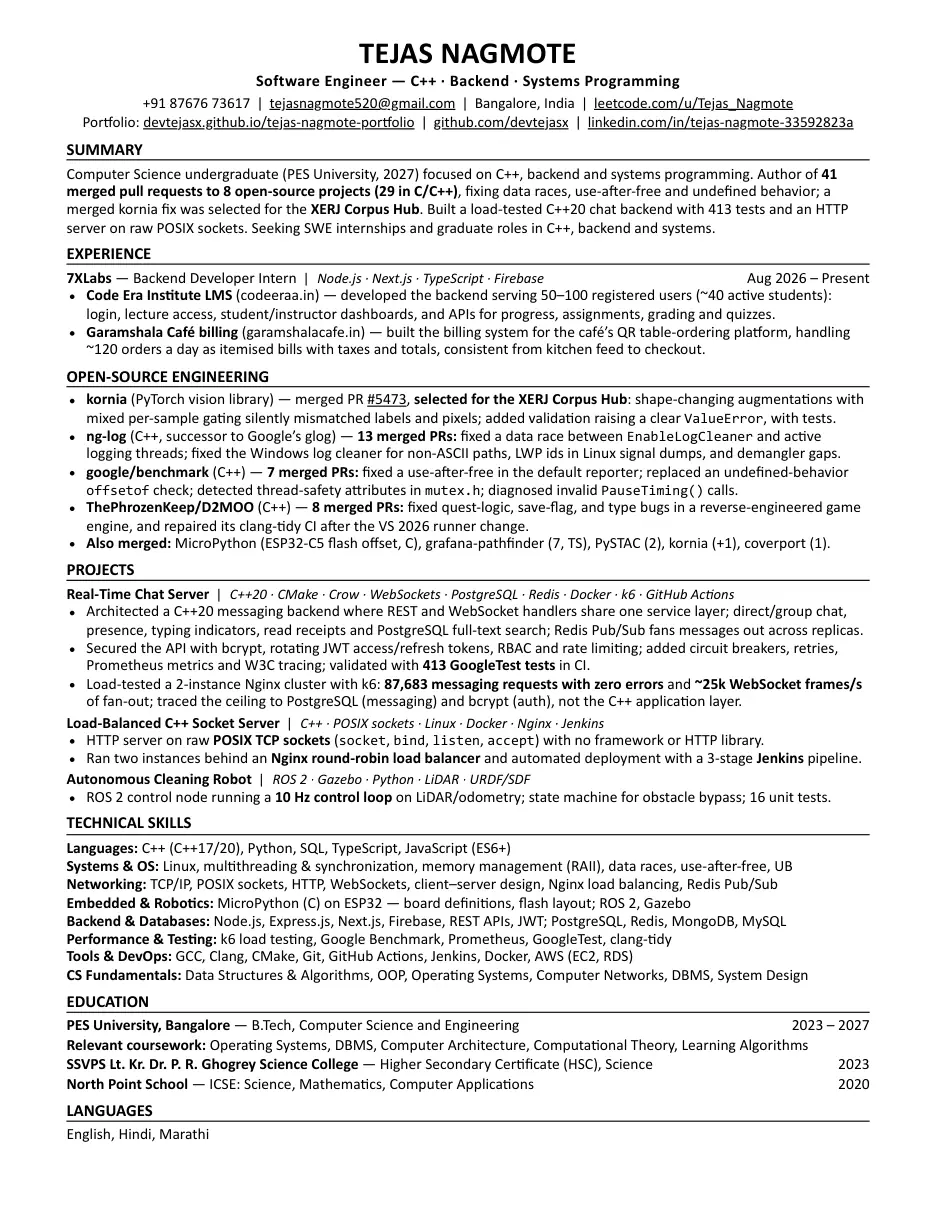 TEJAS NAGMOTE
Software Engineer — C++ · Backend · Systems Programming
+91 87676 73617 | tejasnagmote520@gmail.com | Bangalore, India | leetcode.com/u/Tejas_Nagmote
Portfolio: devtejasx.github.io/tejas-nagmote-portfolio | github.com/devtejasx | linkedin.com/in/tejas-nagmote-33592823a
SUMMARY
Computer Science undergraduate (PES University, 2027) focused on C++, backend and systems programming. Author of 41
merged pull requests to 8 open-source projects (29 in C/C++), fixing data races, use-after-free and undefined behavior; a
merged kornia fix was selected for the XERJ Corpus Hub. Built a load-tested C++20 chat backend with 413 tests and an HTTP
server on raw POSIX sockets. Seeking SWE internships and graduate roles in C++, backend and systems.
EXPERIENCE
7XLabs — Backend Developer Intern | Node.js · Next.js · TypeScript · Firebase Aug 2026 – Present
• Code Era Institute LMS (codeeraa.in) — developed the backend serving 50–100 registered users (~40 active students):
login, lecture access, student/instructor dashboards, and APIs for progress, assignments, grading and quizzes.
• Garamshala Café billing (garamshalacafe.in) — built the billing system for the café’s QR table-ordering platform, handling
~120 orders a day as itemised bills with taxes and totals, consistent from kitchen feed to checkout.
OPEN-SOURCE ENGINEERING
• kornia (PyTorch vision library) — merged PR #5473, selected for the XERJ Corpus Hub: shape-changing augmentations with
mixed per-sample gating silently mismatched labels and pixels; added validation raising a clear ValueError, with tests.
• ng-log (C++, successor to Google’s glog) — 13 merged PRs: fixed a data race between EnableLogCleaner and active
logging threads; fixed the Windows log cleaner for non-ASCII paths, LWP ids in Linux signal dumps, and demangler gaps.
• google/benchmark (C++) — 7 merged PRs: fixed a use-after-free in the default reporter; replaced an undefined-behavior
offsetof check; detected thread-safety attributes in mutex.h; diagnosed invalid PauseTiming() calls.
• ThePhrozenKeep/D2MOO (C++) — 8 merged PRs: fixed quest-logic, save-flag, and type bugs in a reverse-engineered game
engine, and repaired its clang-tidy CI after the VS 2026 runner change.
• Also merged: MicroPython (ESP32-C5 flash offset, C), grafana-pathfinder (7, TS), PySTAC (2), kornia (+1), coverport (1).
PROJECTS
Real-Time Chat Server | C++20 · CMake · Crow · WebSockets · PostgreSQL · Redis · Docker · k6 · GitHub Actions
• Architected a C++20 messaging backend where REST and WebSocket handlers share one service layer; direct/group chat,
presence, typing indicators, read receipts and PostgreSQL full-text search; Redis Pub/Sub fans messages out across replicas.
• Secured the API with bcrypt, rotating JWT access/refresh tokens, RBAC and rate limiting; added circuit breakers, retries,
Prometheus metrics and W3C tracing; validated with 413 GoogleTest tests in CI.
• Load-tested a 2-instance Nginx cluster with k6: 87,683 messaging requests with zero errors and ~25k WebSocket frames/s
of fan-out; traced the ceiling to PostgreSQL (messaging) and bcrypt (auth), not the C++ application layer.
Load-Balanced C++ Socket Server | C++ · POSIX sockets · Linux · Docker · Nginx · Jenkins
• HTTP server on raw POSIX TCP sockets (socket, bind, listen, accept) with no framework or HTTP library.
• Ran two instances behind an Nginx round-robin load balancer and automated deployment with a 3-stage Jenkins pipeline.
Autonomous Cleaning Robot | ROS 2 · Gazebo · Python · LiDAR · URDF/SDF
• ROS 2 control node running a 10 Hz control loop on LiDAR/odometry; state machine for obstacle bypass; 16 unit tests.
TECHNICAL SKILLS
Languages: C++ (C++17/20), Python, SQL, TypeScript, JavaScript (ES6+)
Systems & OS: Linux, multithreading & synchronization, memory management (RAII), data races, use-after-free, UB
Networking: TCP/IP, POSIX sockets, HTTP, WebSockets, client–server design, Nginx load balancing, Redis Pub/Sub
Embedded & Robotics: MicroPython (C) on ESP32 — board definitions, flash layout; ROS 2, Gazebo
Backend & Databases: Node.js, Express.js, Next.js, Firebase, REST APIs, JWT; PostgreSQL, Redis, MongoDB, MySQL
Performance & Testing: k6 load testing, Google Benchmark, Prometheus, GoogleTest, clang-tidy
Tools & DevOps: GCC, Clang, CMake, Git, GitHub Actions, Jenkins, Docker, AWS (EC2, RDS)
CS Fundamentals: Data Structures & Algorithms, OOP, Operating Systems, Computer Networks, DBMS, System Design
EDUCATION
PES University, Bangalore — B.Tech, Computer Science and Engineering 2023 – 2027
Relevant coursework: Operating Systems, DBMS, Computer Architecture, Computational Theory, Learning Algorithms
SSVPS Lt. Kr. Dr. P. R. Ghogrey Science College — Higher Secondary Certificate (HSC), Science 2023
North Point School — ICSE: Science, Mathematics, Computer Applications 2020
LANGUAGES
English, Hindi, Marathi